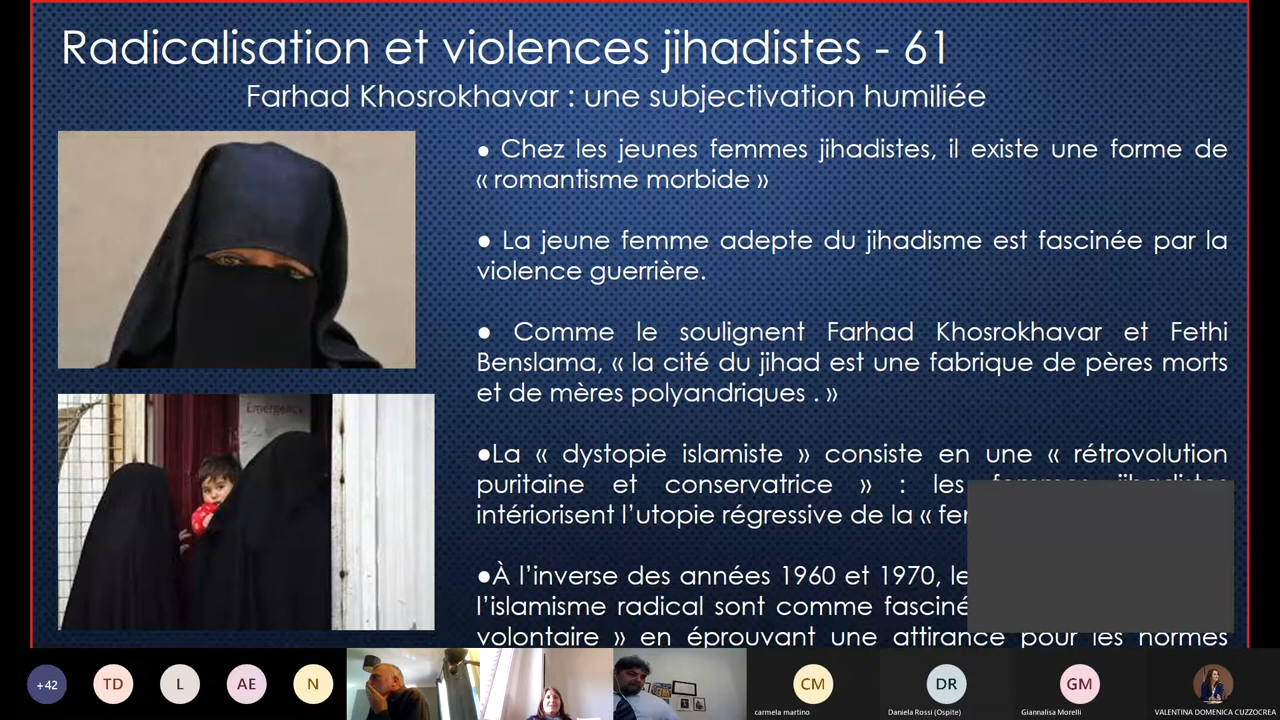 Radicalisation et violences jihadistes - 61
Farhad Khosrokhavar : une subjectivation humiliée
● Chez les jeunes femmes jihadistes, il existe une forme de
« romantisme morbide »
● La jeune femme adepte du jihadisme est fascinée par la
violence guerrière.
● Comme le soulignent Farhad Khosrokhavar et Fethi
Benslama, « la cité du jihad est une fabrique de pères morts
et de mères polyandriques . »
●La « dystopie islamiste » consiste en une « rétrovolution
puritaine et conservatrice » : les femmes jihadistes
intériorisent l’utopie régressive de la «
●À l’inverse des années 1960 et 1970,
l’islamisme radical sont comme
volontaire » en éprouvant une attirance pour les normes
Emergency
+42
TD
L
AE
N
CM
DR
GM
carmela martino
Daniela Rossi (Ospite)
Giannalisa Morelli
VALENTINA DOMENICA CUZZOCREA